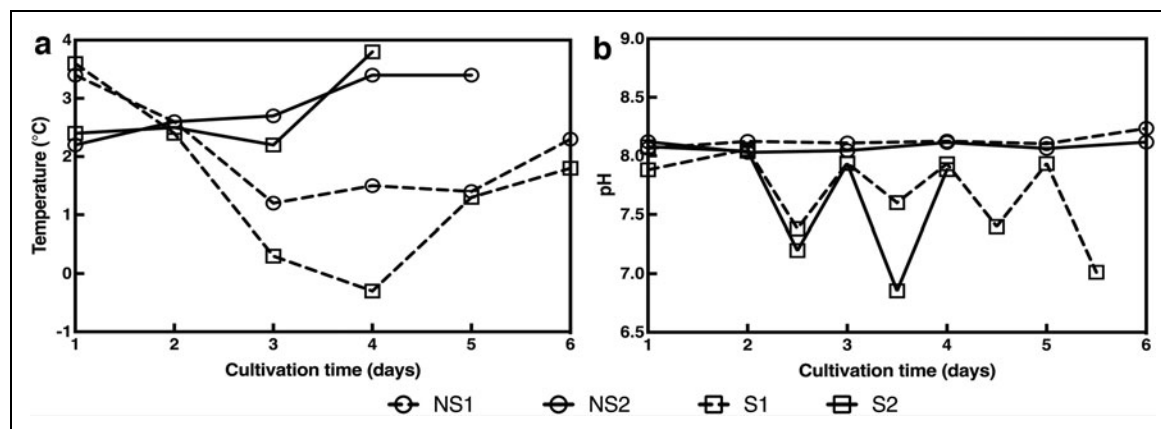 a
4
3
2
1
0
-1
Temperature (°C)
1 2 3 4 5 6
Cultivation time (days)
b
9.0
8.5
8.0
7.5
7.0
6.5
pH
1 2 3 4 5 6
Cultivation time (days)
NS1 NS2 S1 S2